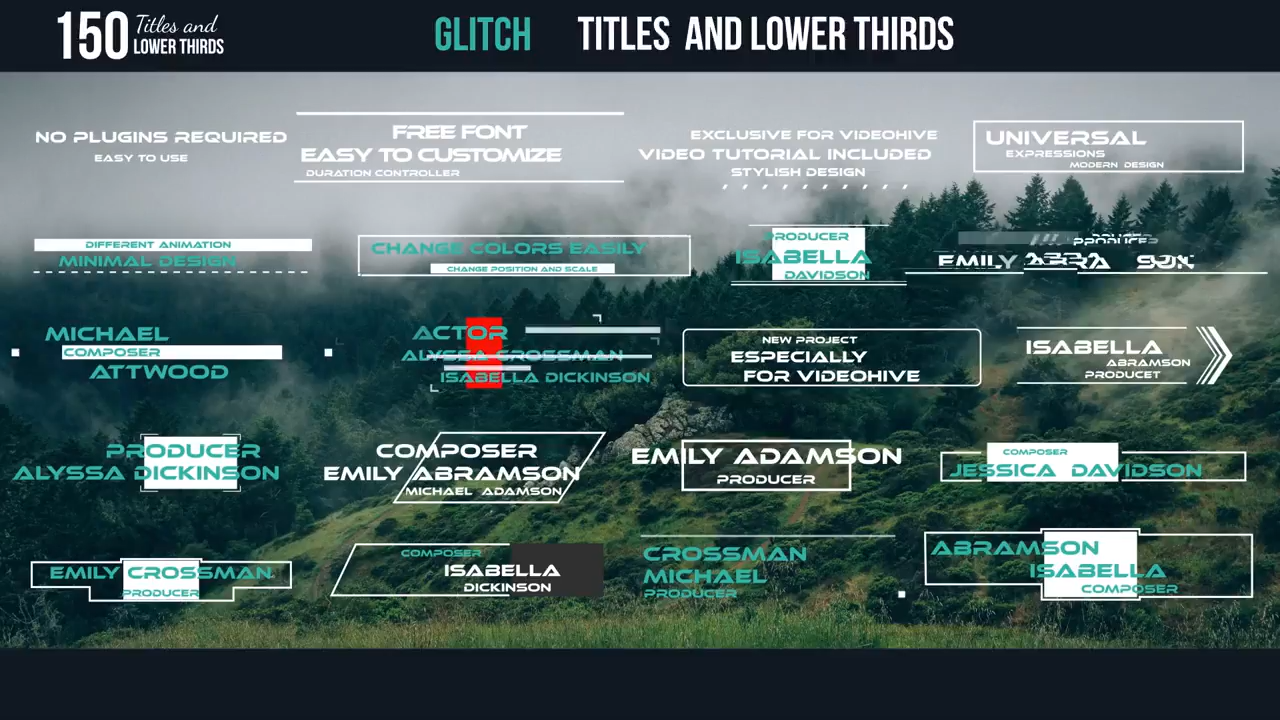 150 Titles and
LOWER THIRDS
GLITCH TITLES AND LOWER THIRDS
NO PLUGINS REQUIRED
EASY TO USE
FREE FONT
EASY TO CUSTOMIZE
DURATION CONTROLLER
EXCLUSIVE FOR VIDEOHIVE
VIDEO TUTORIAL INCLUDED
STYLISH DESIGN
UNIVERSAL
EXPRESSIONS
MODERN DESIGN
DIFFERENT ANIMATION
MINIMAL DESIGN
CHANGE COLORS EASILY
CHANGE POSITION AND SCALE
PRODUCER
ISABELLA
DAVIDSON
PRODUCER
EMILY
MICHAEL
COMPOSER
ATTWOOD
ACTOR
ALYSSA CROSSMAN
ISABELLA DICKINSON
NEW PROJECT
ESPECIALLY
FOR VIDEOHIVE
ISABELLA
ABRAMSON
PRODUCET
PRODUCER
ALYSSA DICKINSON
COMPOSER
EMILY ABRAMSON
MICHAEL ADAMSON
EMILY ADAMSON
PRODUCER
COMPOSER
JESSICA DAVIDSON
EMILY CROSSMAN
PRODUCER
COMPOSER
ISABELLA
DICKINSON
CROSSMAN
MICHAEL
PRODUCER
ABRAMSON
ISABELLA
COMPOSER